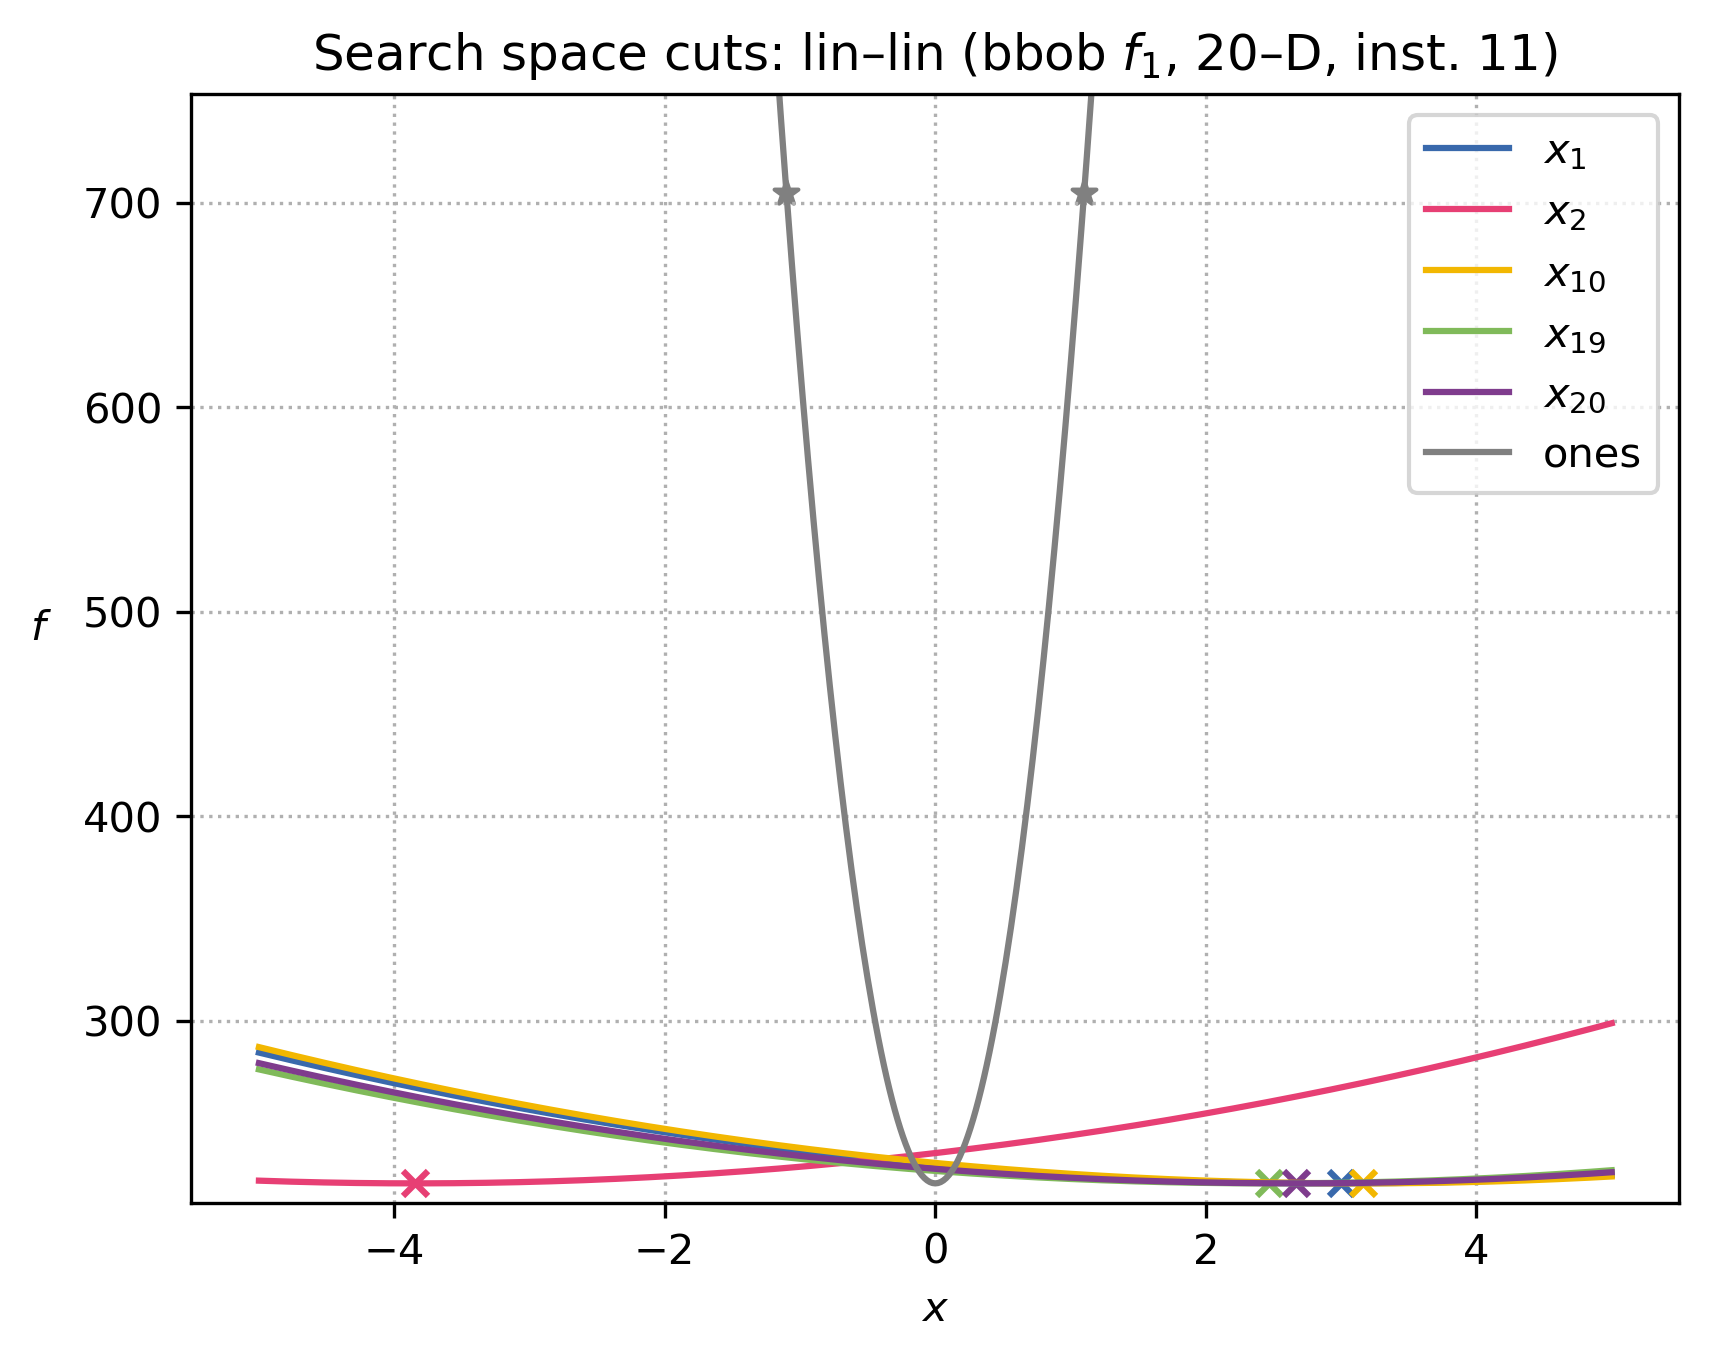 Search space cuts: lin–lin (bbob f₁, 20–D, inst. 11)
x₁
x₂
x₁₀
x₁₉
x₂₀
ones
f
700
600
500
400
300
−4
−2
0
2
4
x